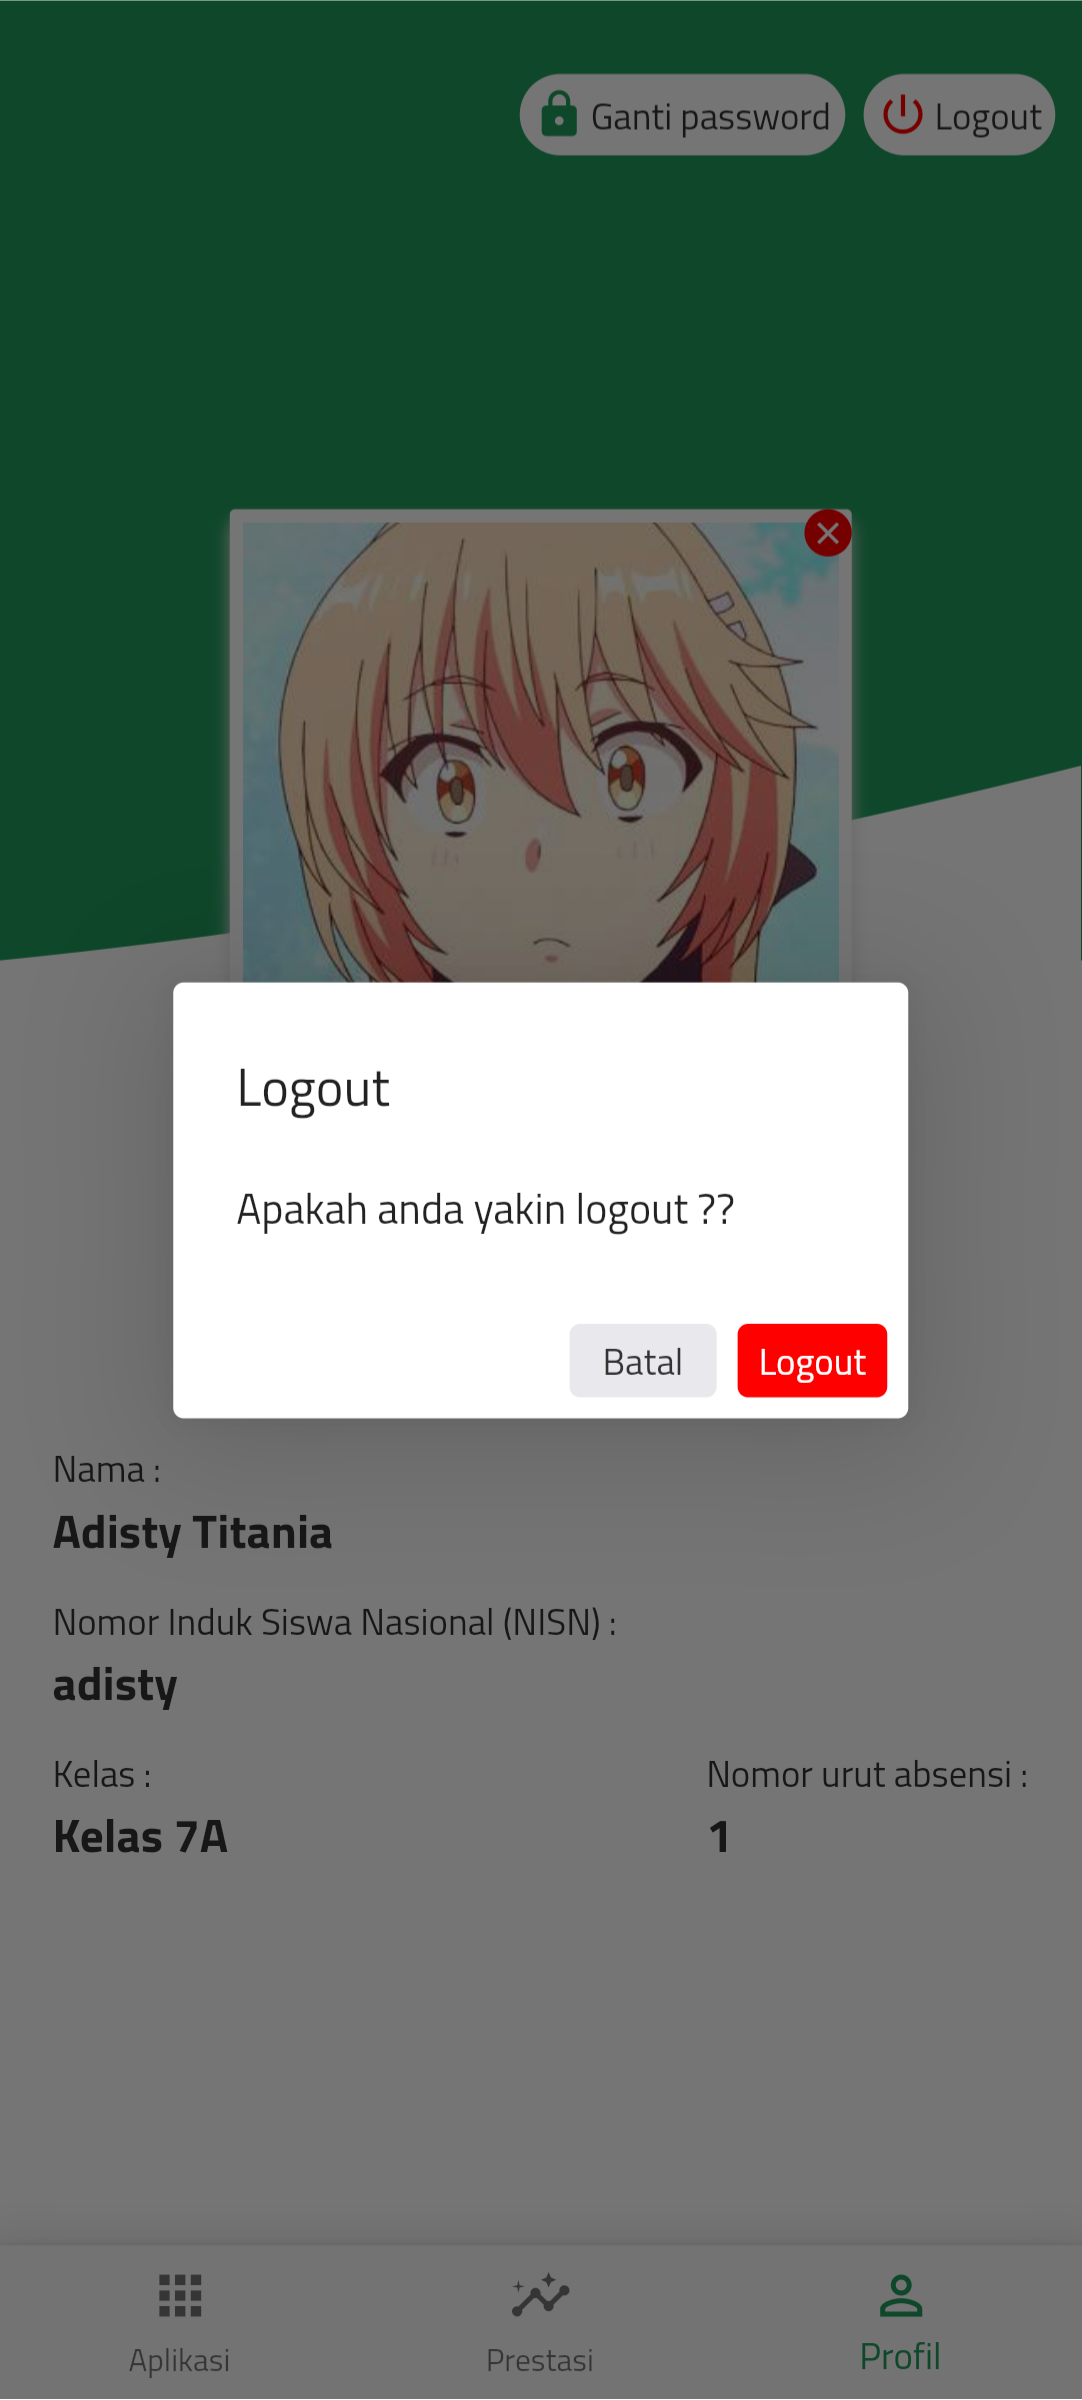 Ganti password
Logout
Logout
Apakah anda yakin logout ??
Batal
Logout
Nama :
Adisty Titania
Nomor Induk Siswa Nasional (NISN) :
adisty
Kelas :
Nomor urut absensi :
Kelas 7A
1
Aplikasi
Prestasi
Profil